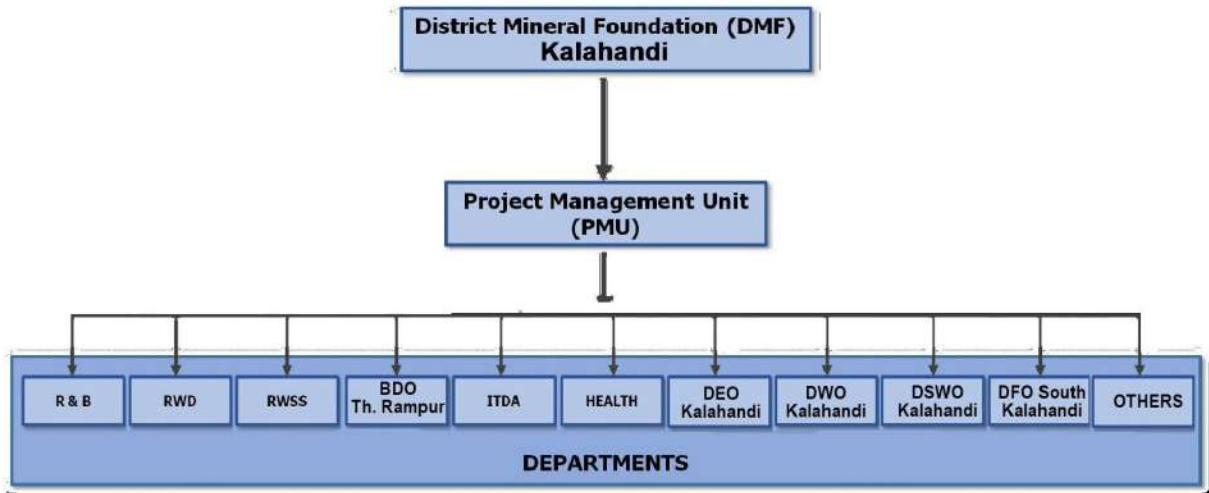 District Mineral Foundation (DMF)
Kalahandi
Project Management Unit
(PMU)
R & B
RWD
RWSS
BDO
Th. Rampur
ITDA
HEALTH
DEO
Kalahandi
DWO
Kalahandi
DSWO
Kalahandi
DFO South
Kalahandi
OTHERS
DEPARTMENTS